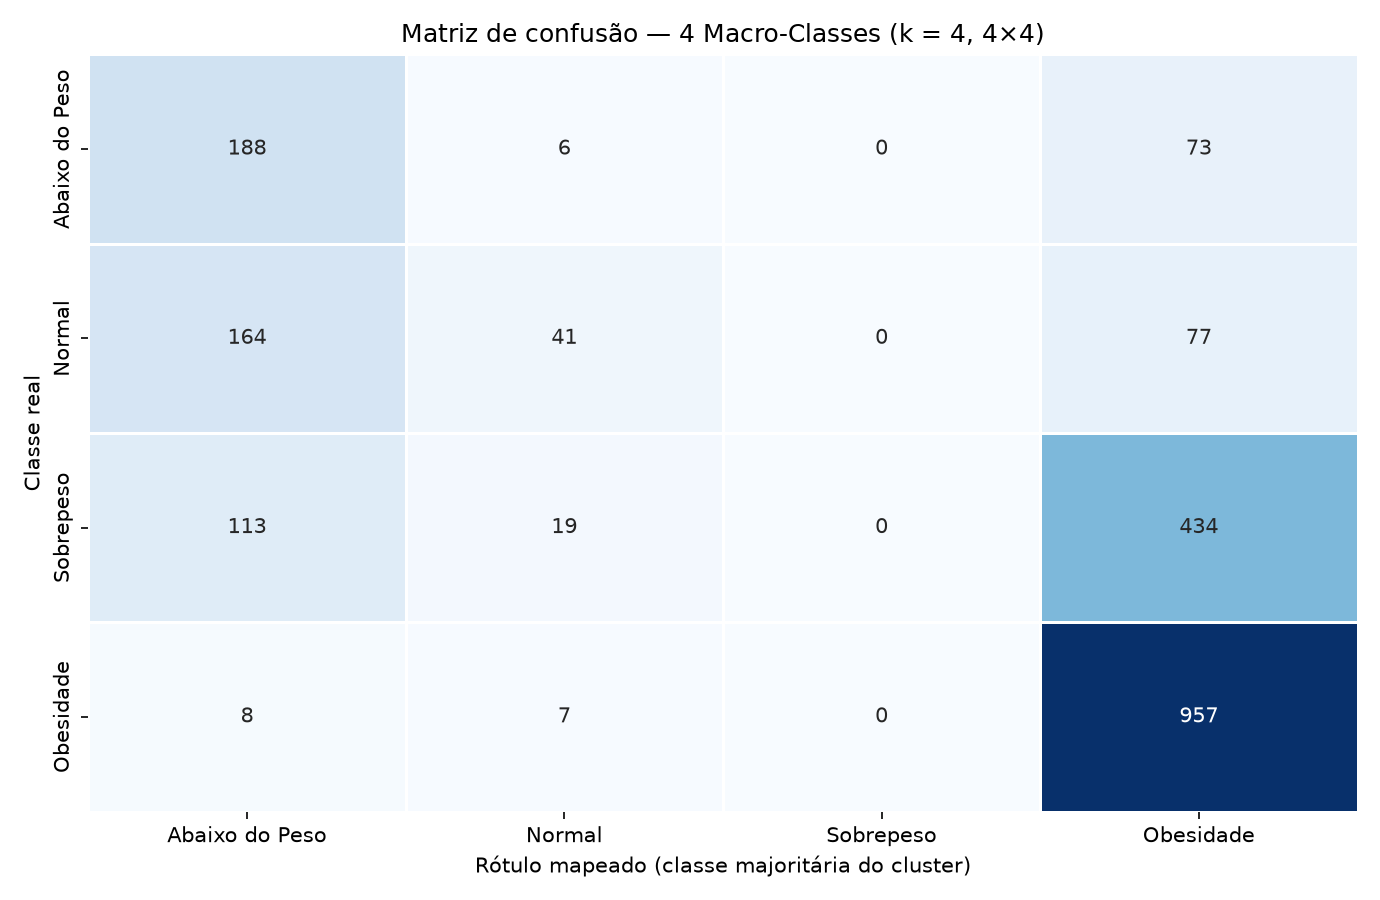 Matriz de confusão — 4 Macro-Classes (k = 4, 4×4)
Classe real
Abaixo do Peso
188
6
0
73
Normal
164
41
0
77
Sobrepeso
113
19
0
434
Obesidade
8
7
0
957
Abaixo do Peso
Normal
Sobrepeso
Obesidade
Rótulo mapeado (classe majoritária do cluster)